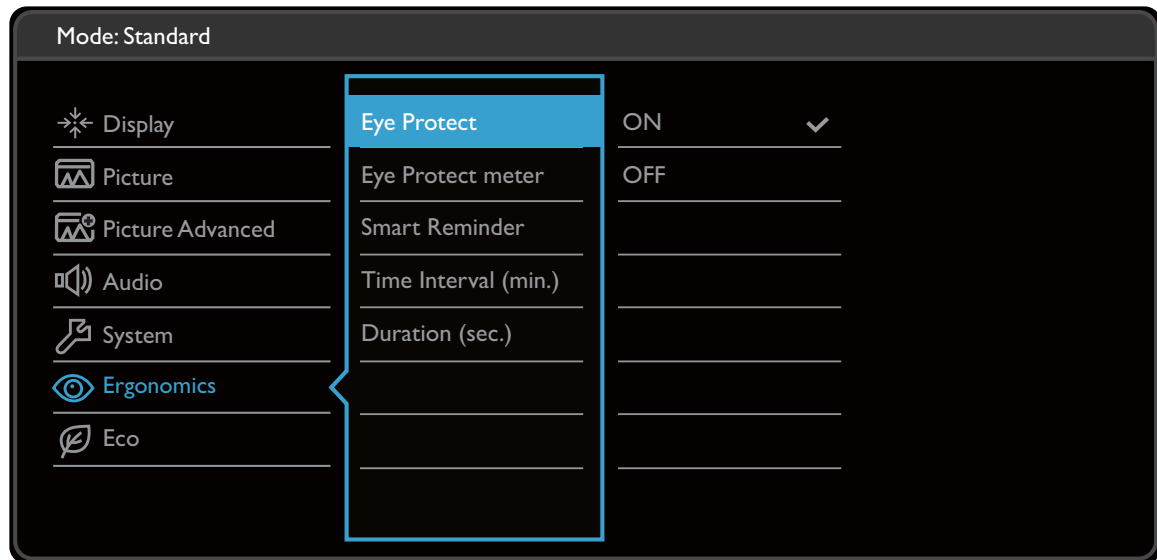 Mode: Standard
Display
Picture
Picture Advanced
Audio
System
Ergonomics
Eco
Eye Protect
Eye Protect meter
Smart Reminder
Time Interval (min.)
Duration (sec.)
ON
OFF